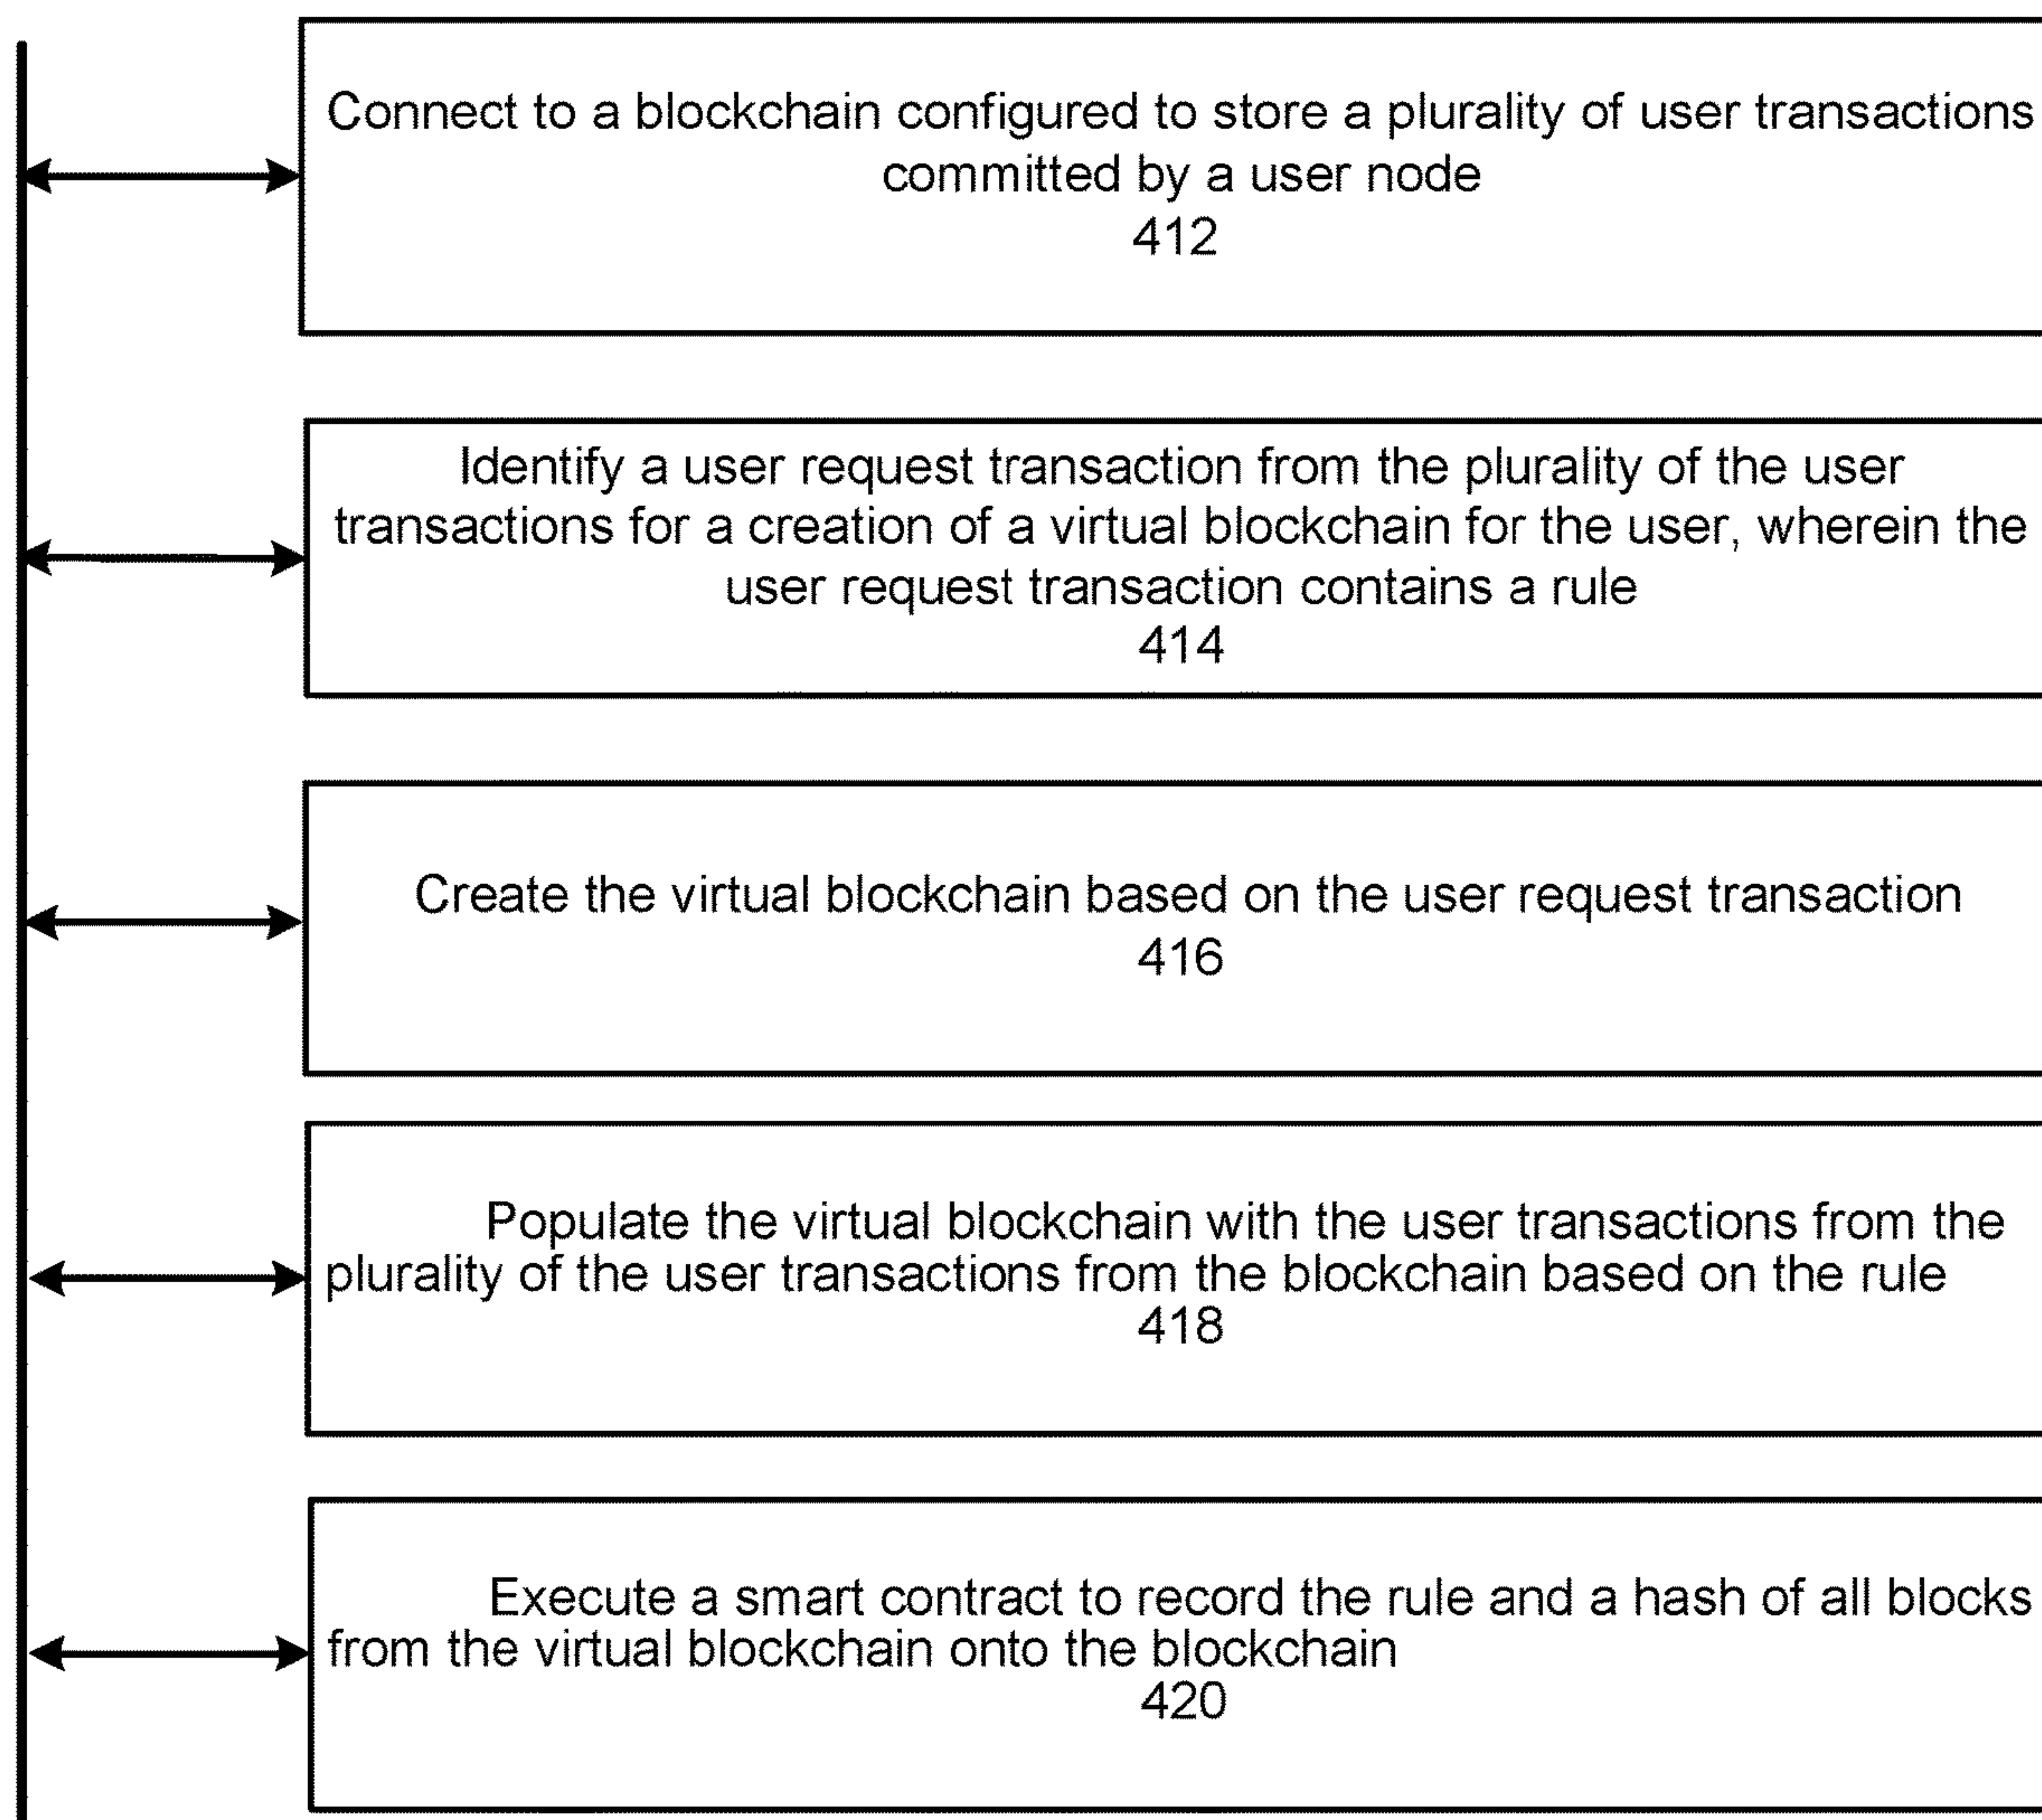 Connect to a blockchain configured to store a plurality of user transactions
committed by a user node
412
Identify a user request transaction from the plurality of the user
transactions for a creation of a virtual blockchain for the user, wherein the
user request transaction contains a rule
414
Create the virtual blockchain based on the user request transaction
416
Populate the virtual blockchain with the user transactions from the
plurality of the user transactions from the blockchain based on the rule
418
Execute a smart contract to record the rule and a hash of all blocks
from the virtual blockchain onto the blockchain
420